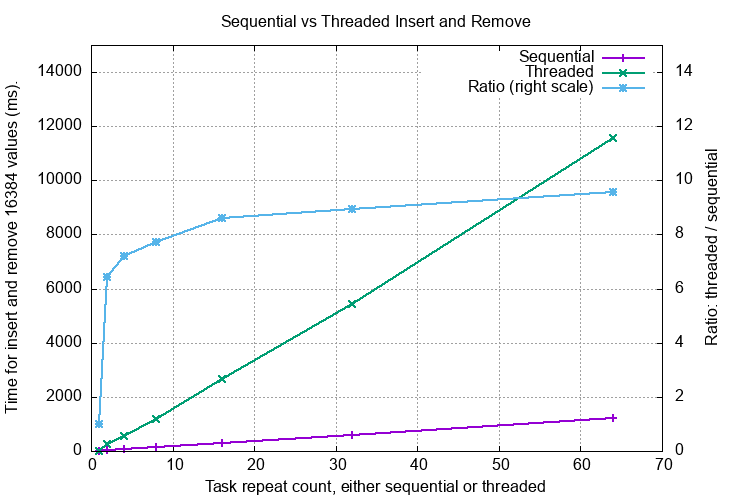 Sequential vs Threaded Insert and Remove
Sequential
Threaded
Ratio (right scale)
14000
12000
10000
8000
6000
4000
2000
0
14
12
10
8
6
4
2
0
0 10 20 30 40 50 60 70
Time for insert and remove 16384 values (ms).
Ratio: threaded / sequential
Task repeat count, either sequential or threaded